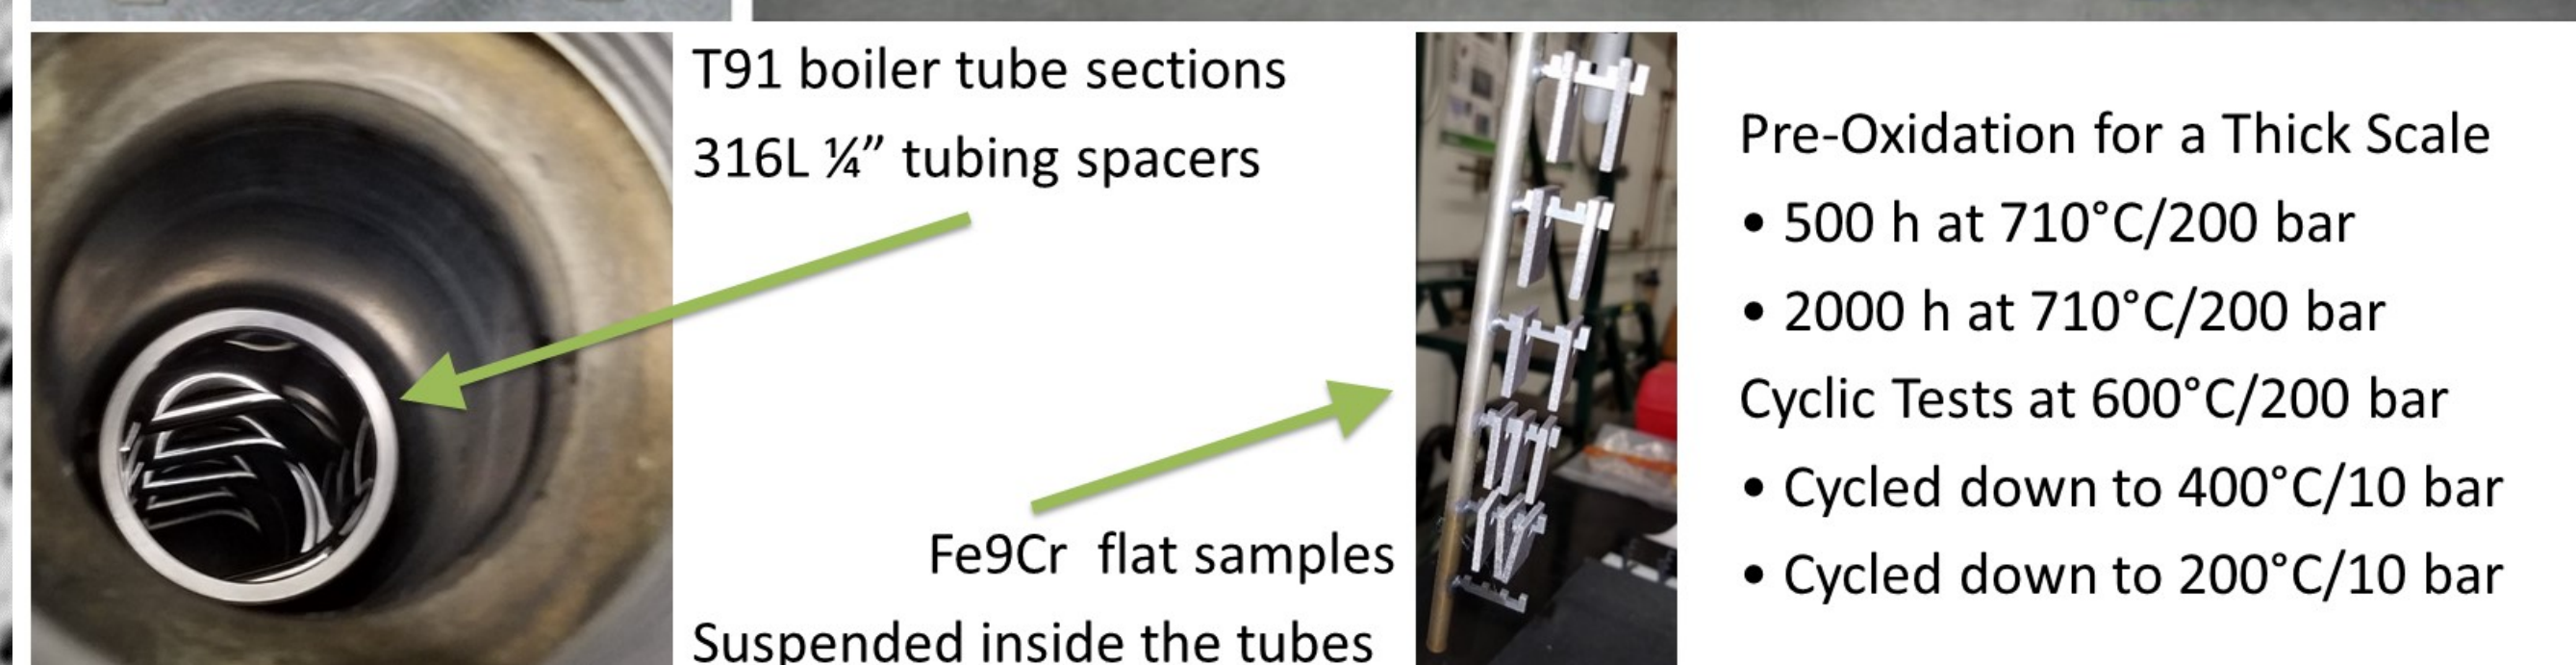 T91 boiler tube sections
316L ¼” tubing spacers
Fe9Cr flat samples
Suspended inside the tubes
Pre-Oxidation for a Thick Scale
• 500 h at 710°C/200 bar
• 2000 h at 710°C/200 bar
Cyclic Tests at 600°C/200 bar
• Cycled down to 400°C/10 bar
• Cycled down to 200°C/10 bar